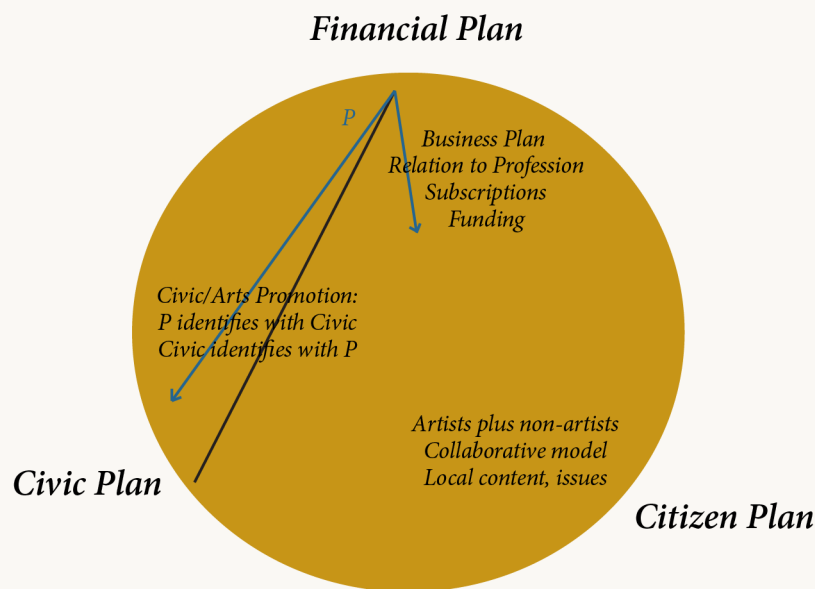 Financial Plan
P
Business Plan
Relation to Profession
Subscriptions
Funding
Civic/Arts Promotion:
P identifies with Civic
Civic identifies with P
Artists plus non-artists
Collaborative model
Local content, issues
Civic Plan
Citizen Plan